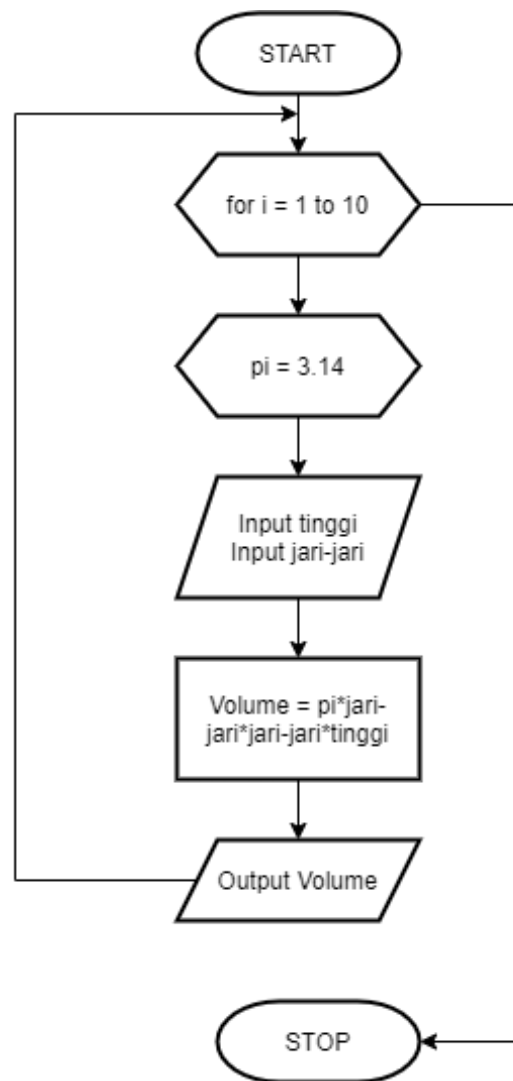 START
for i = 1 to 10
pi = 3.14
Input tinggi
Input jari-jari
Volume = pi*jari-
jari*jari-jari*tinggi
Output Volume
STOP